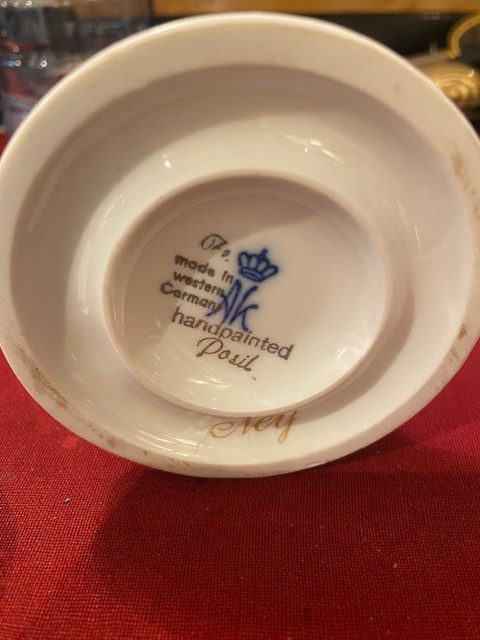 made in
western
Germany
AK
handpainted
Posil.
Ney